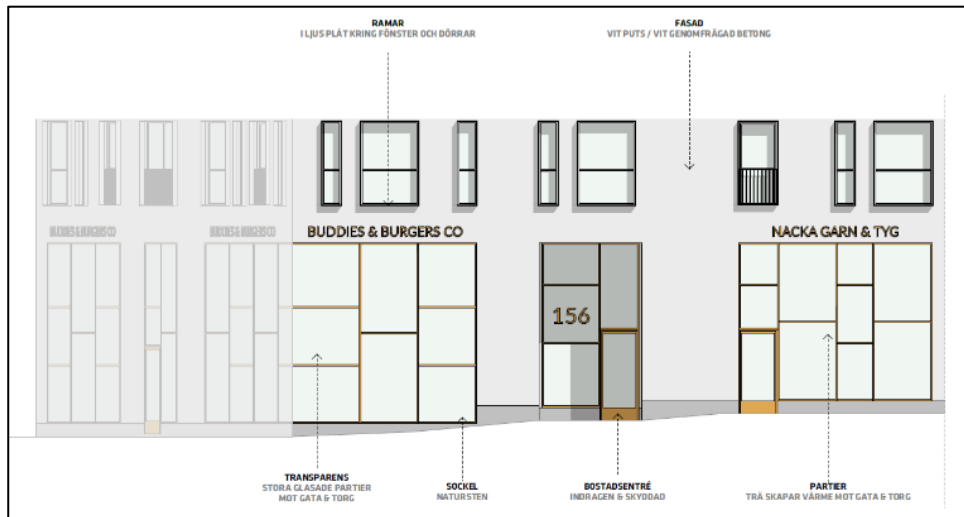 RAMAR
I LJUS PLÅT KRING FÖNSTER OCH DÖRRAR
FASAD
VIT PUTS / VIT GENOMFRÅGAD BETONG
BUDDIES & BURGERS CO
BUDDIES & BURGERS CO
BUDDIES & BURGERS CO
NACKA GARN & TYG
156
TRANSPARENS
STORA GLASADE PARTIER
MOT GATA & TORG
SOCKEL
NATURSTEN
BOSTADSENTRÉ
INDRAGEN & SKYDDAD
PARTIER
TRÄ SKAPAR VÄRME MOT GATA & TORG